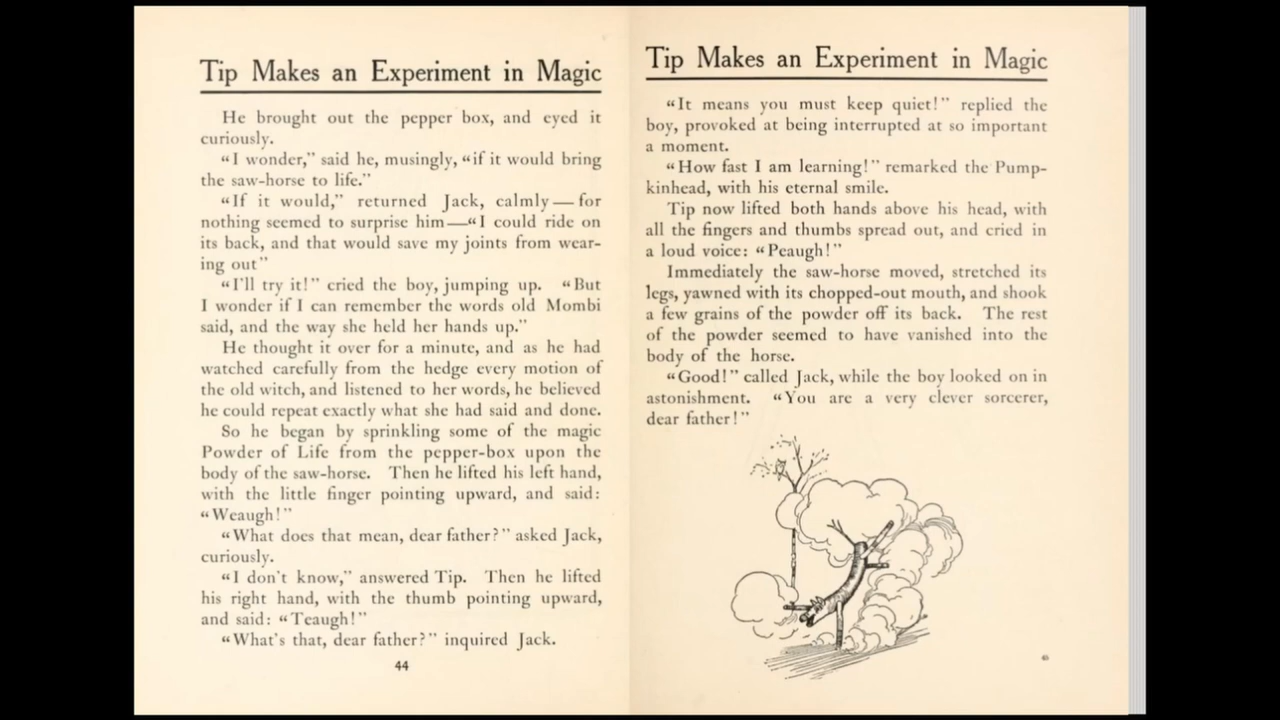 Tip Makes an Experiment in Magic
He brought out the pepper box, and eyed it
curiously.
“I wonder,” said he, musingly, “if it would bring
the saw-horse to life.”
“If it would,” returned Jack, calmly—for
nothing seemed to surprise him—“I could ride on
its back, and that would save my joints from wear-
ing out”
“I'll try it!” cried the boy, jumping up. “But
I wonder if I can remember the words old Mombi
said, and the way she held her hands up.”
He thought it over for a minute, and as he had
watched carefully from the hedge every motion of
the old witch, and listened to her words, he believed
he could repeat exactly what she had said and done.
So he began by sprinkling some of the magic
Powder of Life from the pepper-box upon the
body of the saw-horse. Then he lifted his left hand,
with the little finger pointing upward, and said:
“Weaugh!”
“What does that mean, dear father?” asked Jack,
curiously.
“I don't know,” answered Tip. Then he lifted
his right hand, with the thumb pointing upward,
and said: “Teaugh!”
“What's that, dear father?” inquired Jack.
44
Tip Makes an Experiment in Magic
“It means you must keep quiet!” replied the
boy, provoked at being interrupted at so important
a moment.
“How fast I am learning!” remarked the Pump-
kinhead, with his eternal smile.
Tip now lifted both hands above his head, with
all the fingers and thumbs spread out, and cried in
a loud voice: “Peaugh!”
Immediately the saw-horse moved, stretched its
legs, yawned with its chopped-out mouth, and shook
a few grains of the powder off its back. The rest
of the powder seemed to have vanished into the
body of the horse.
“Good!” called Jack, while the boy looked on in
astonishment. “You are a very clever sorcerer,
dear father!”